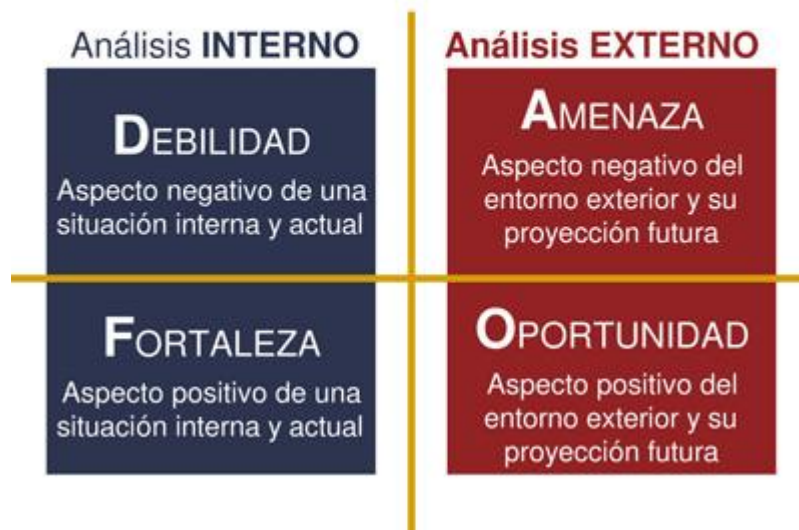 Análisis INTERNO
DEBILIDAD
Aspecto negativo de una
situación interna y actual
FORTALEZA
Aspecto positivo de una
situación interna y actual
Análisis EXTERNO
AMENAZA
Aspecto negativo del
entorno exterior y su
proyección futura
OPORTUNIDAD
Aspecto positivo del
entorno exterior y su
proyección futura